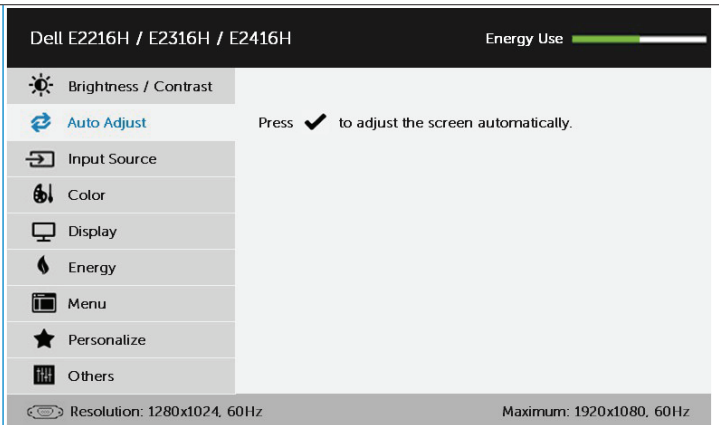 Dell E2216H / E2316H / E2416H Energy Use
Brightness / Contrast
Auto Adjust Press ✔ to adjust the screen automatically.
Input Source
Color
Display
Energy
Menu
Personalize
Others
Resolution: 1280x1024, 60Hz Maximum: 1920x1080, 60Hz